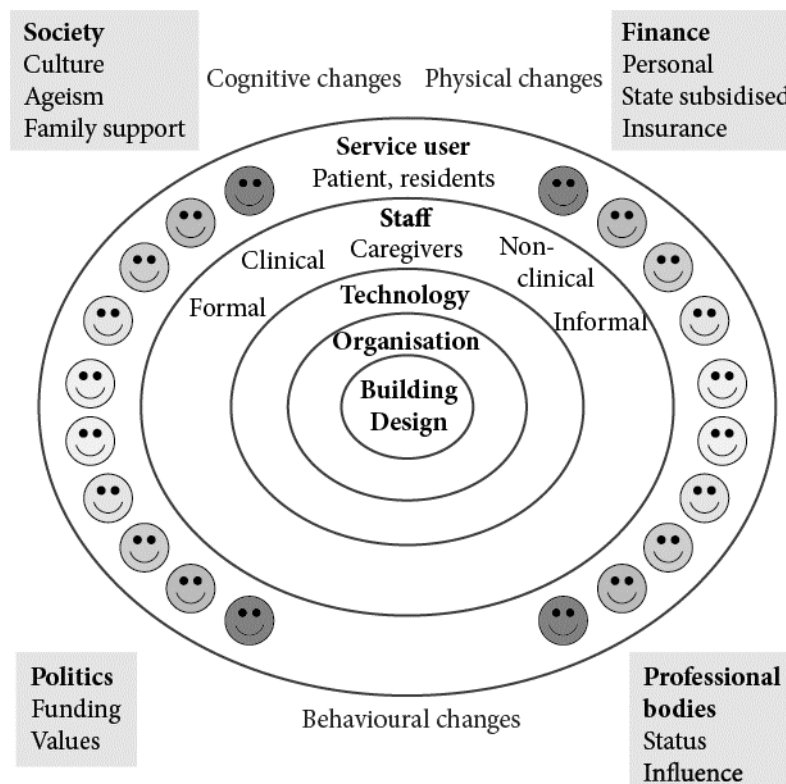 Society
Culture
Ageism
Family support
Cognitive changes
Physical changes
Finance
Personal
State subsidised
Insurance
Service user
Patient, residents
Staff
Caregivers
Clinical
Non-
clinical
Formal
Informal
Technology
Organisation
Building
Design
Politics
Funding
Values
Behavioural changes
Professional
bodies
Status
Influence